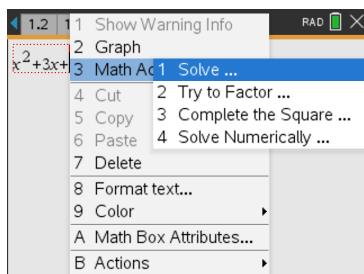 1.2 1
RAD
x²+3x+
1 Show Warning Info
2 Graph
3 Math Ac
4 Cut
5 Copy
6 Paste
7 Delete
8 Format text...
9 Color
A Math Box Attributes...
B Actions
1 Solve ...
2 Try to Factor ...
3 Complete the Square ...
4 Solve Numerically ...